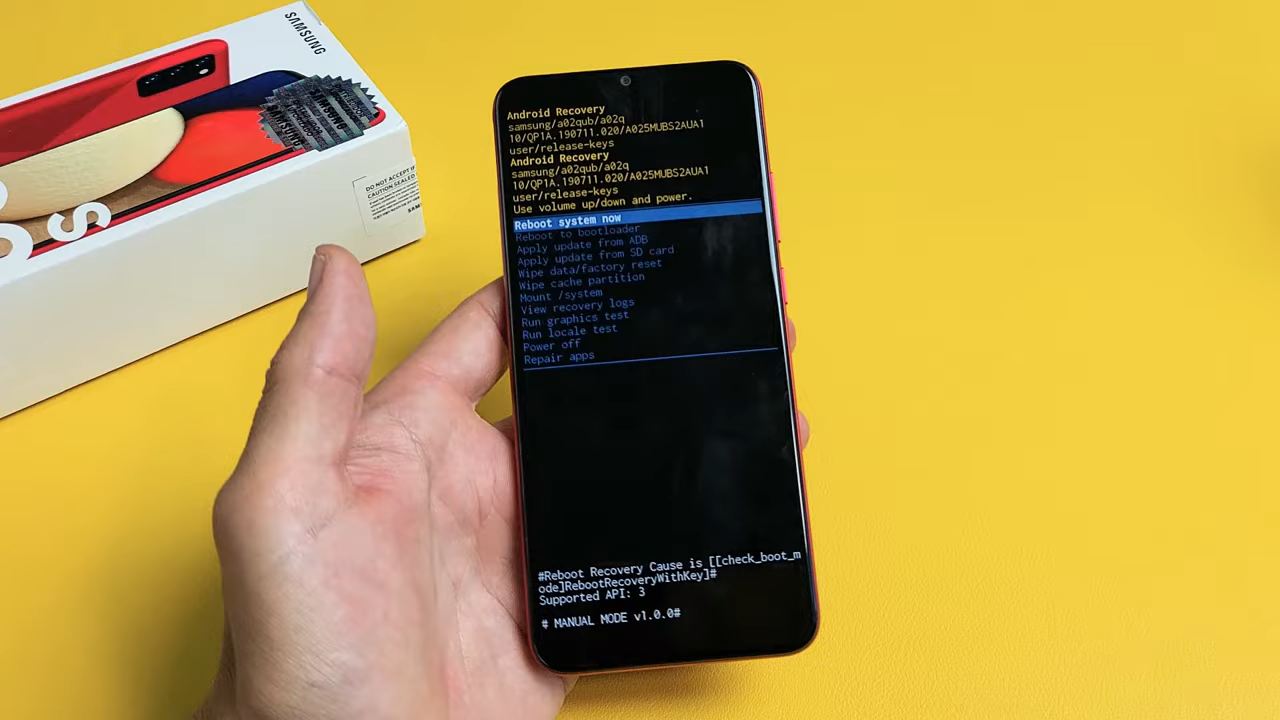 SAMSUNG
SAMSUNG
DO NOT ACCEPT IF
CAUTION SEALED
s
Android Recovery
samsung/a02qub/a02q
10/QP1A.190711.020/A025MUBS2AUA1
user/release-keys
Android Recovery
samsung/a02qub/a02q
10/QP1A.190711.020/A025MUBS2AUA1
user/release-keys
Use volume up/down and power.
Reboot system now
Reboot to bootloader
Apply update from ADB
Apply update from SD card
Wipe data/factory reset
Wipe cache partition
Mount /system
View recovery logs
Run graphics test
Run locale test
Power off
Repair apps
#Reboot Recovery Cause is [[check_boot_m
ode]RebootRecoveryWithKey]#
Supported API: 3
# MANUAL MODE v1.0.0#